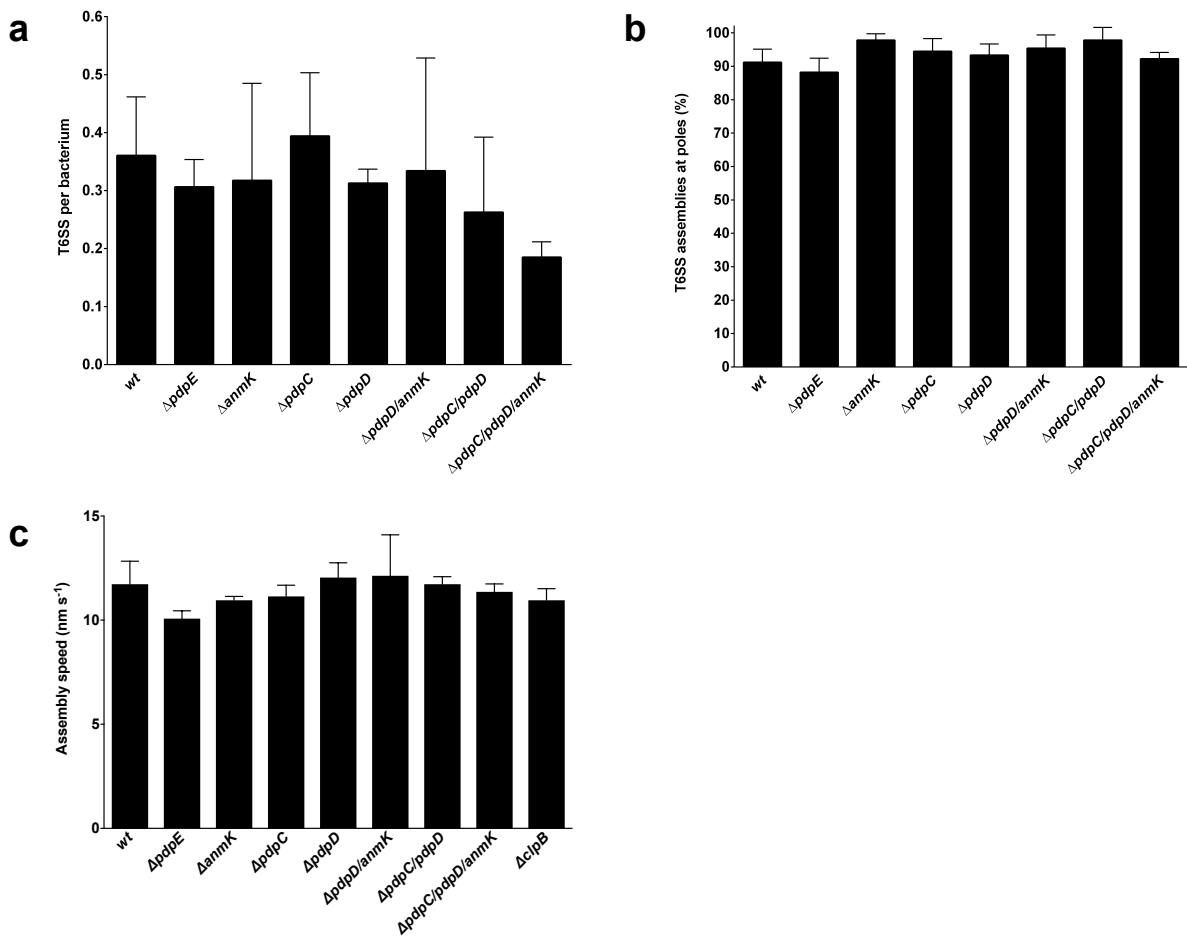 a
0.6
0.5
0.4
0.3
0.2
0.1
0.0
T6SS per bacterium
wt
ΔpdpE
ΔanmK
ΔpdpC
ΔpdpD
ΔpdpD/anmK
ΔpdpC/pdpD
ΔpdpC/pdpD/anmK
b
100
90
80
70
60
50
40
30
20
10
0
T6SS assemblies at poles (%)
wt
ΔpdpE
ΔanmK
ΔpdpC
ΔpdpD
ΔpdpD/anmK
ΔpdpC/pdpD
ΔpdpC/pdpD/anmK
c
15
10
5
0
Assembly speed (nm s⁻¹)
wt
ΔpdpE
ΔanmK
ΔpdpC
ΔpdpD
ΔpdpD/anmK
ΔpdpC/pdpD
ΔpdpC/pdpD/anmK
ΔclpB